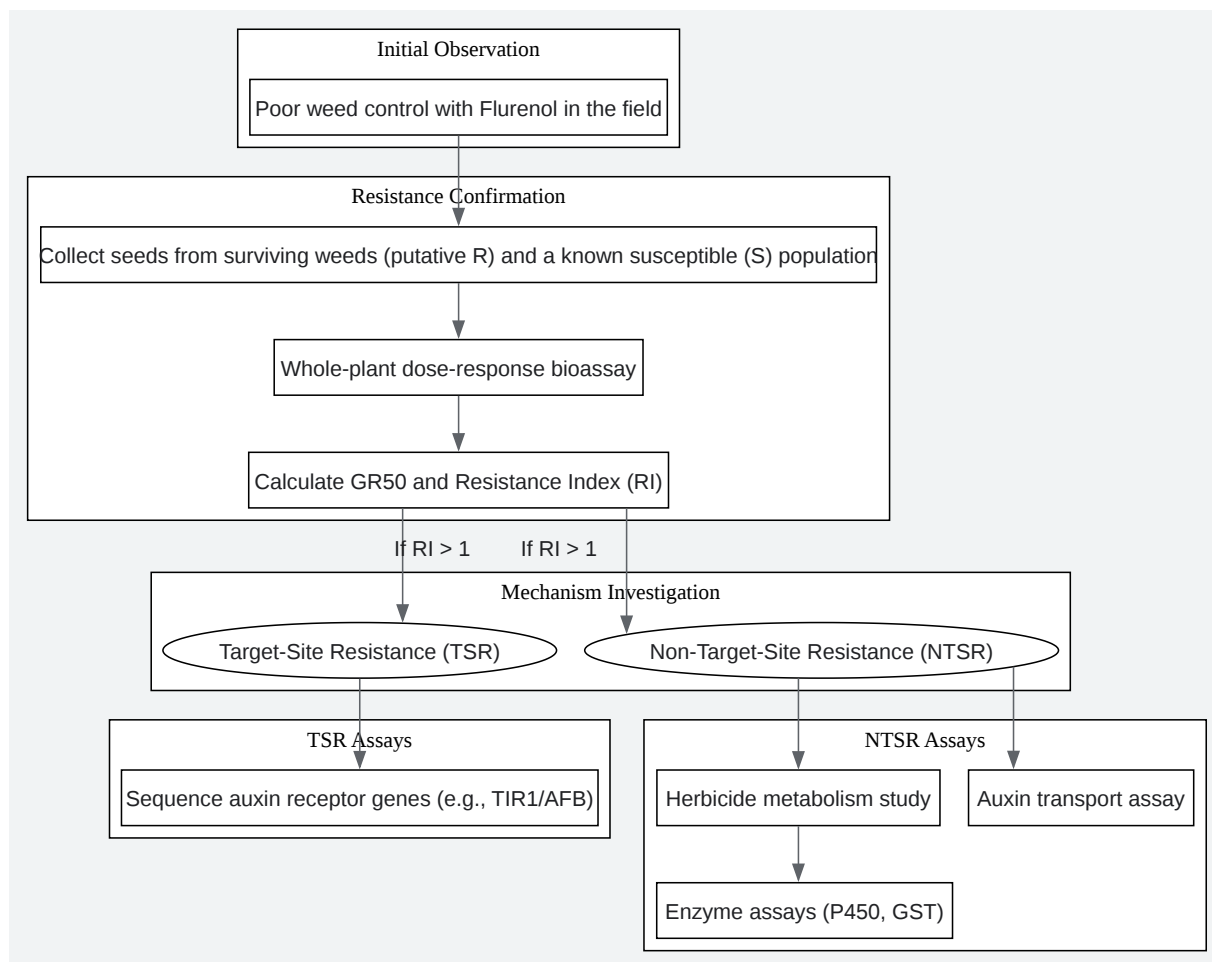 Initial Observation
Poor weed control with Flurenol in the field
Resistance Confirmation
Collect seeds from surviving weeds (putative R) and a known susceptible (S) population
Whole-plant dose-response bioassay
Calculate GR50 and Resistance Index (RI)
If RI > 1
If RI > 1
Mechanism Investigation
Target-Site Resistance (TSR)
Non-Target-Site Resistance (NTSR)
TSR Assays
NTSR Assays
Sequence auxin receptor genes (e.g., TIR1/AFB)
Herbicide metabolism study
Auxin transport assay
Enzyme assays (P450, GST)